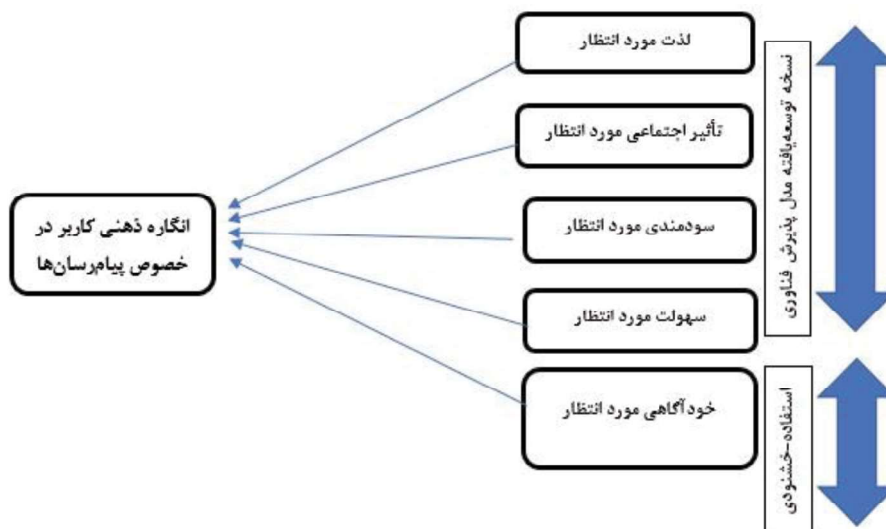 لذت مورد انتظار
تأثیر اجتماعی مورد انتظار
سودمندی مورد انتظار
سهولت مورد انتظار
خودآگاهی مورد انتظار
نسخه توسعه‌یافته مدل پذیرش فناوری
استفاده-خشنودی
انگاره ذهنی کاربر در
خصوص پیام‌رسان‌ها